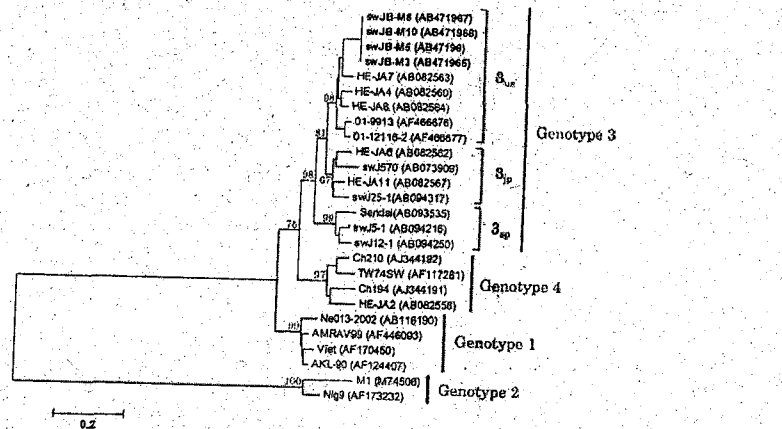 swJB-M8 (AB471967)
swJB-M10 (AB471968)
swJB-M5 (AB47196)
swJB-M3 (AB471965)
HE-JA7 (AB082563)
98
HE-JA4 (AB082560)
HE-JA8 (AB082564)
01-9913 (AF466676)
01-12116-2 (AF466677)
3us
Genotype 3
81
HE-JA6 (AB082562)
swJ570 (AB073909)
67
HE-JA11 (AB082567)
swJ25-1 (AB094317)
3jp
98
Sendai (AB093535)
99
swJ5-1 (AB094216)
swJ12-1 (AB094250)
3sp
76
Ch210 (AJ344192)
97
TW74SW (AF117281)
Ch194 (AJ344191)
HE-JA2 (AB082558)
Genotype 4
Ne013-2002 (AB116190)
99
AMRAV99 (AF446093)
Viet (AF170450)
AKL-90 (AF124407)
Genotype 1
100
M1 (M74506)
Nig9 (AF173232)
Genotype 2
0.2